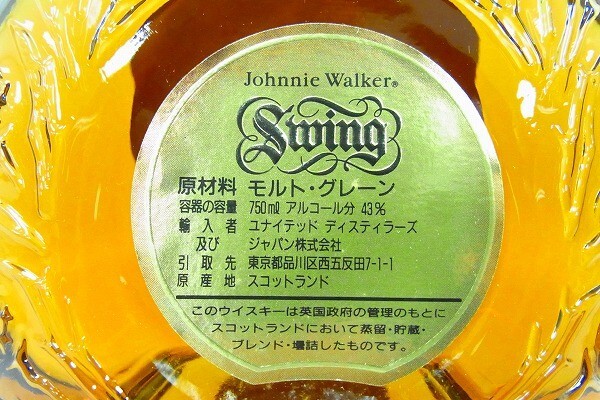 Johnnie Walker®
Swing
原材料 モルト・グレーン
容器の容量 750ml アルコール分 43%
輸入者 ユナイテッド ディスティラーズ
及び ジャパン株式会社
引取先 東京都品川区西五反田7-1-1
原産地 スコットランド
このウイスキーは英国政府の管理のもとに
スコットランドにおいて蒸留・貯蔵・
ブレンド・壜詰したものです。